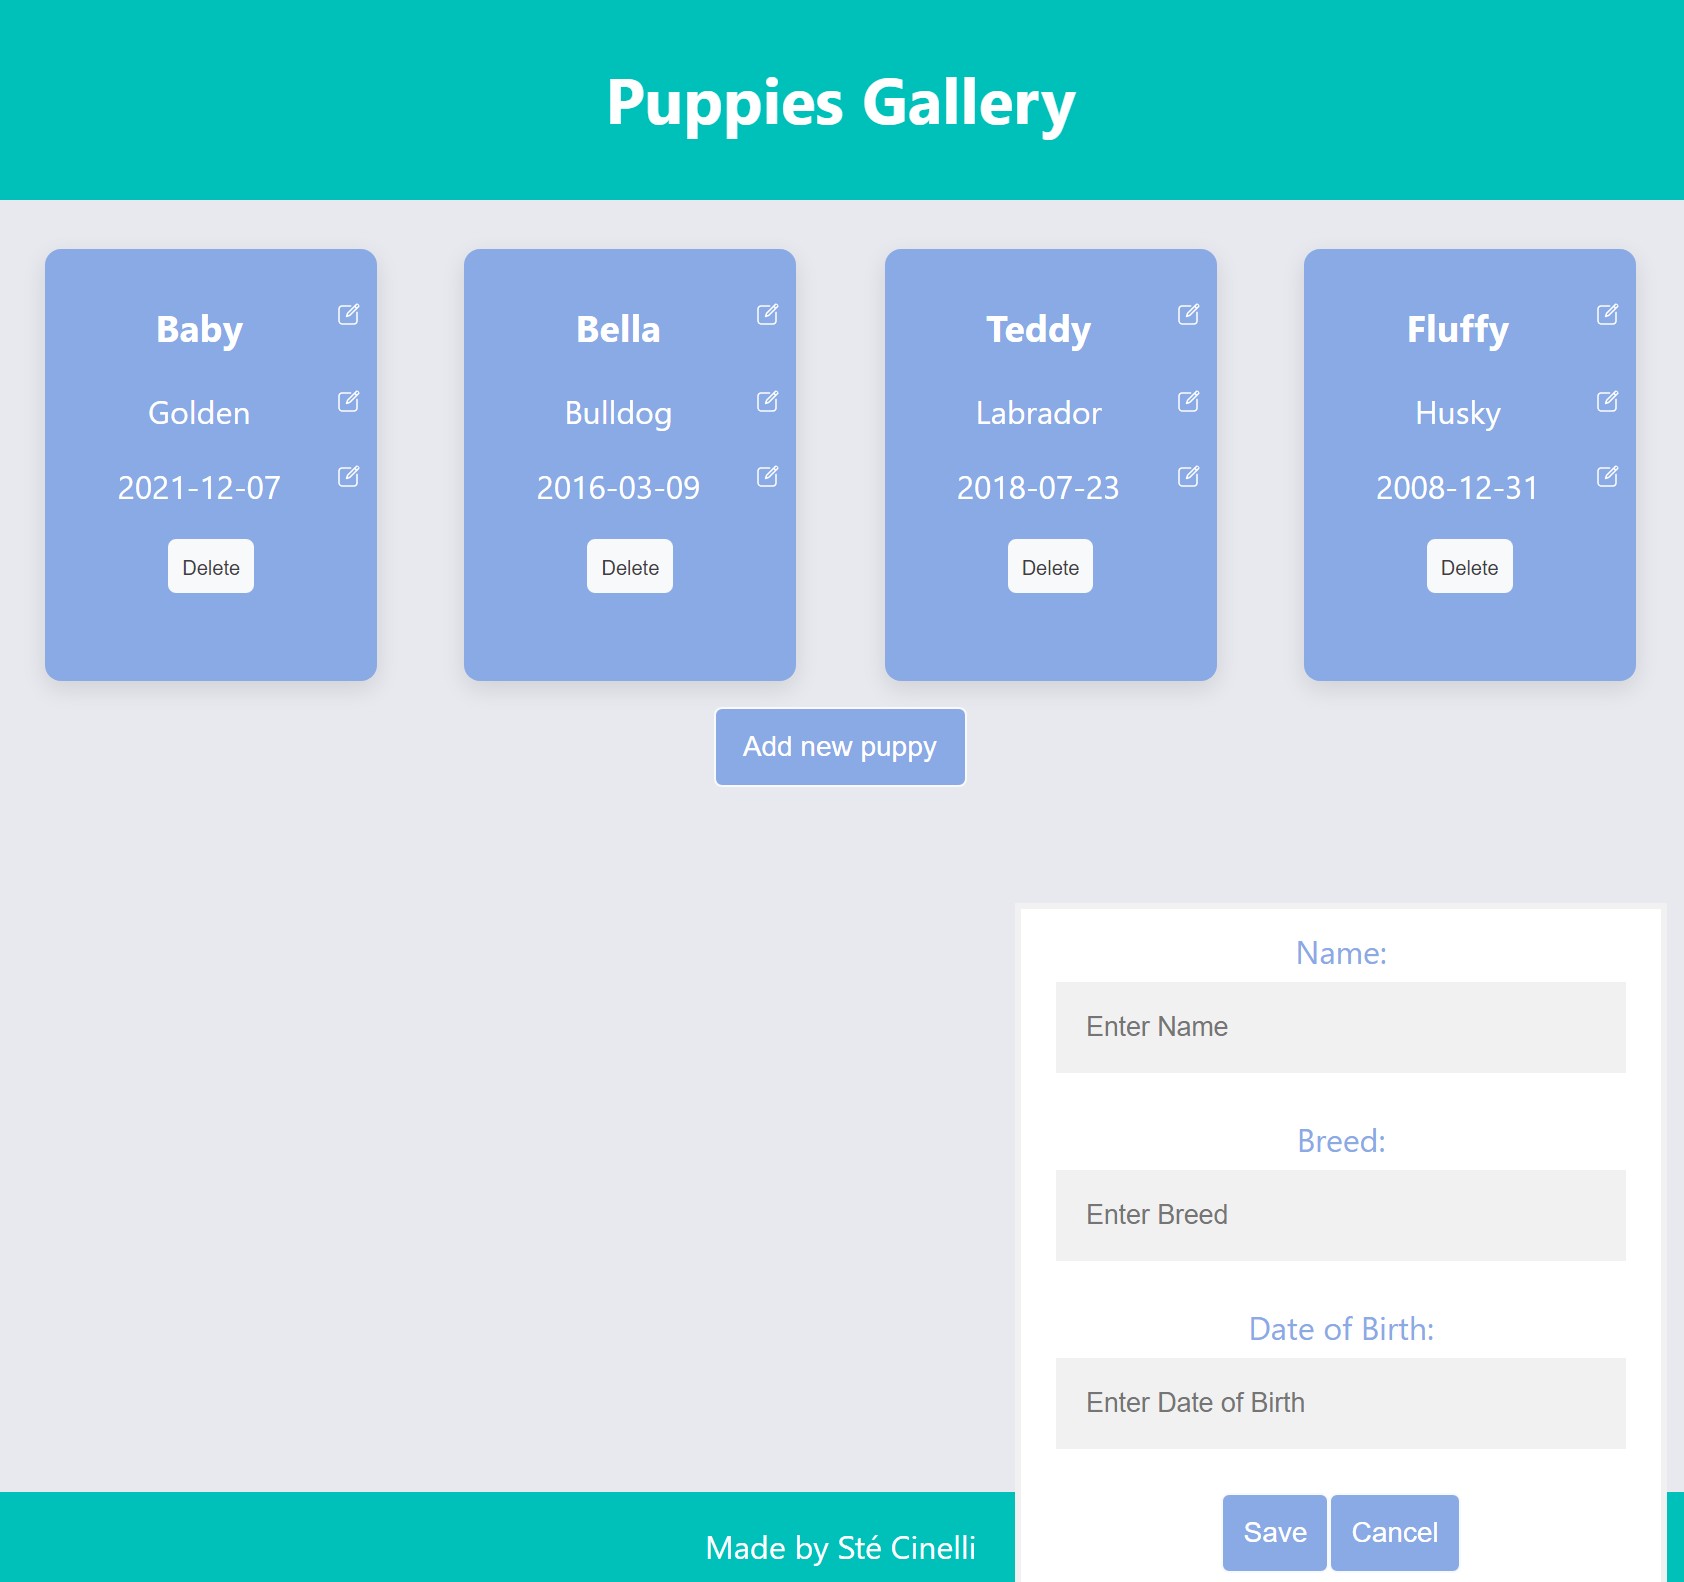 Puppies Gallery
Baby
Golden
2021-12-07
Delete
Bella
Bulldog
2016-03-09
Delete
Teddy
Labrador
2018-07-23
Delete
Fluffy
Husky
2008-12-31
Delete
Add new puppy
Name:
Enter Name
Breed:
Enter Breed
Date of Birth:
Enter Date of Birth
Save Cancel
Made by Sté Cinelli